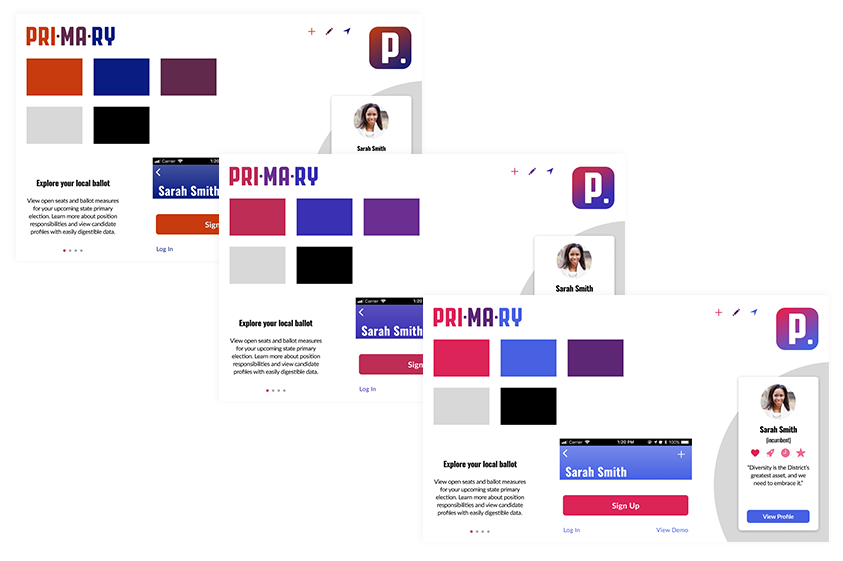 PRI·MA·RY
P.
Sarah Smith
Explore your local ballot
View open seats and ballot measures
for your upcoming state primary
election. Learn more about position
responsibilities and view candidate
profiles with easily digestible data.
Carrier 1:20
Sarah Smith
Sign
Log In
PRI·MA·RY
P.
Sarah Smith
Explore your local ballot
View open seats and ballot measures
for your upcoming state primary
election. Learn more about position
responsibilities and view candidate
profiles with easily digestible data.
Carrier 1:20
Sarah Smith
Sign
Log In
PRI·MA·RY
P.
Sarah Smith
[incumbent]
"Diversity is the District's
greatest asset, and we
need to embrace it."
View Profile
Explore your local ballot
View open seats and ballot measures
for your upcoming state primary
election. Learn more about position
responsibilities and view candidate
profiles with easily digestible data.
Carrier 1:20 PM 100%
Sarah Smith
Sign Up
Log In View Demo